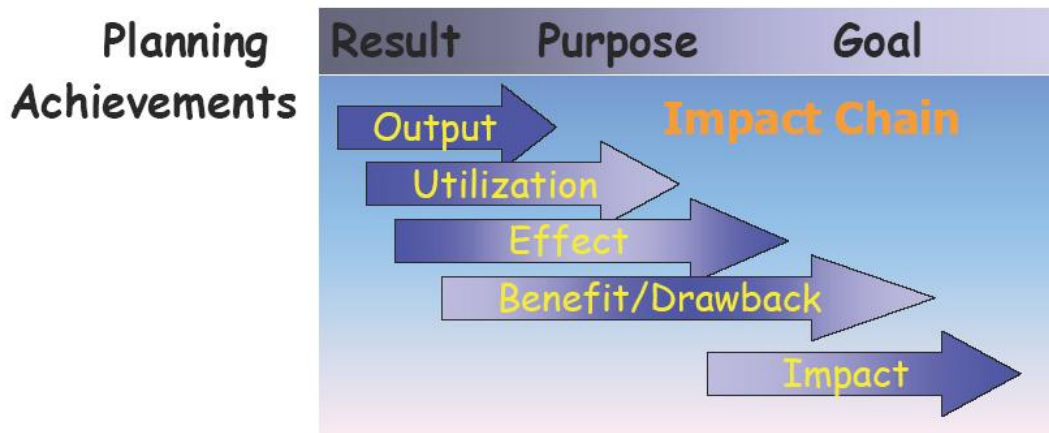 Planning Result Purpose Goal
Achievements
Output Impact Chain
Utilization
Effect
Benefit/Drawback
Impact